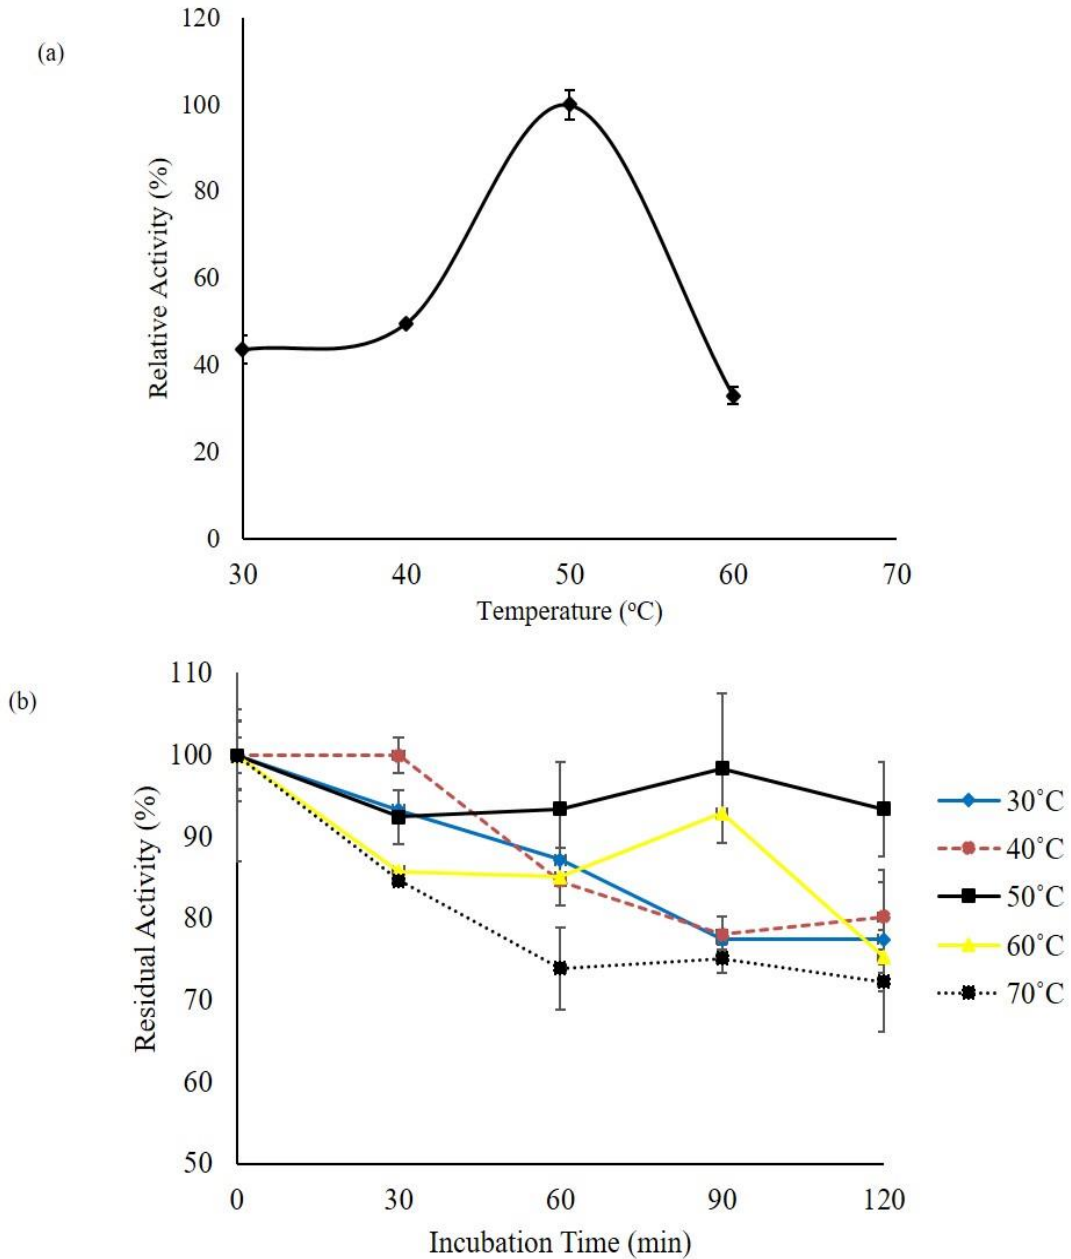 (a)
Relative Activity (%)
120
100
80
60
40
20
0
30 40 50 60 70
Temperature (°C)
(b)
Residual Activity (%)
110
100
90
80
70
60
50
0 30 60 90 120
Incubation Time (min)
30˚C
40˚C
50˚C
60˚C
70˚C